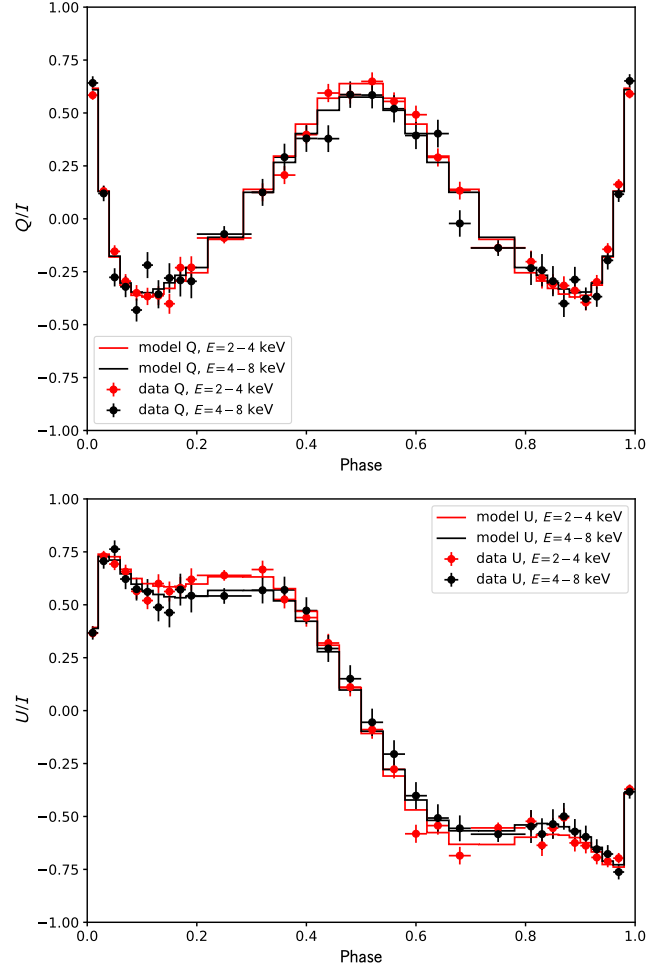 1.00
0.75
0.50
0.25
0.00
−0.25
−0.50
−0.75
−1.00
Q/I
model Q, E=2−4 keV
model Q, E=4−8 keV
data Q, E=2−4 keV
data Q, E=4−8 keV
0.0 0.2 0.4 0.6 0.8 1.0
Phase
1.00
0.75
0.50
0.25
0.00
−0.25
−0.50
−0.75
−1.00
U/I
model U, E=2−4 keV
model U, E=4−8 keV
data U, E=2−4 keV
data U, E=4−8 keV
0.0 0.2 0.4 0.6 0.8 1.0
Phase